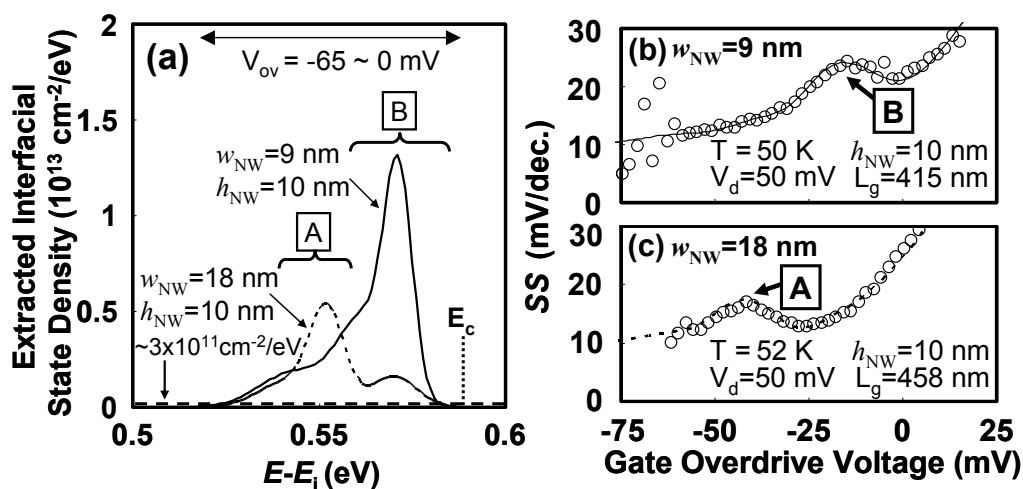 Extracted Interfacial
State Density (10¹³ cm⁻²/eV)
2
1.5
1
0.5
0
(a)
V_ov = -65 ~ 0 mV
B
w_NW=9 nm
h_NW=10 nm
A
w_NW=18 nm
h_NW=10 nm
~3x10¹¹cm⁻²/eV
E_c
0.5
0.55
0.6
E-E_i (eV)
SS (mV/dec.)
30
20
10
0
(b) w_NW=9 nm
B
T = 50 K h_NW=10 nm
V_d=50 mV L_g=415 nm
30
20
10
0
(c) w_NW=18 nm
A
T = 52 K h_NW=10 nm
V_d=50 mV L_g=458 nm
-75 -50 -25 0 25
Gate Overdrive Voltage (mV)